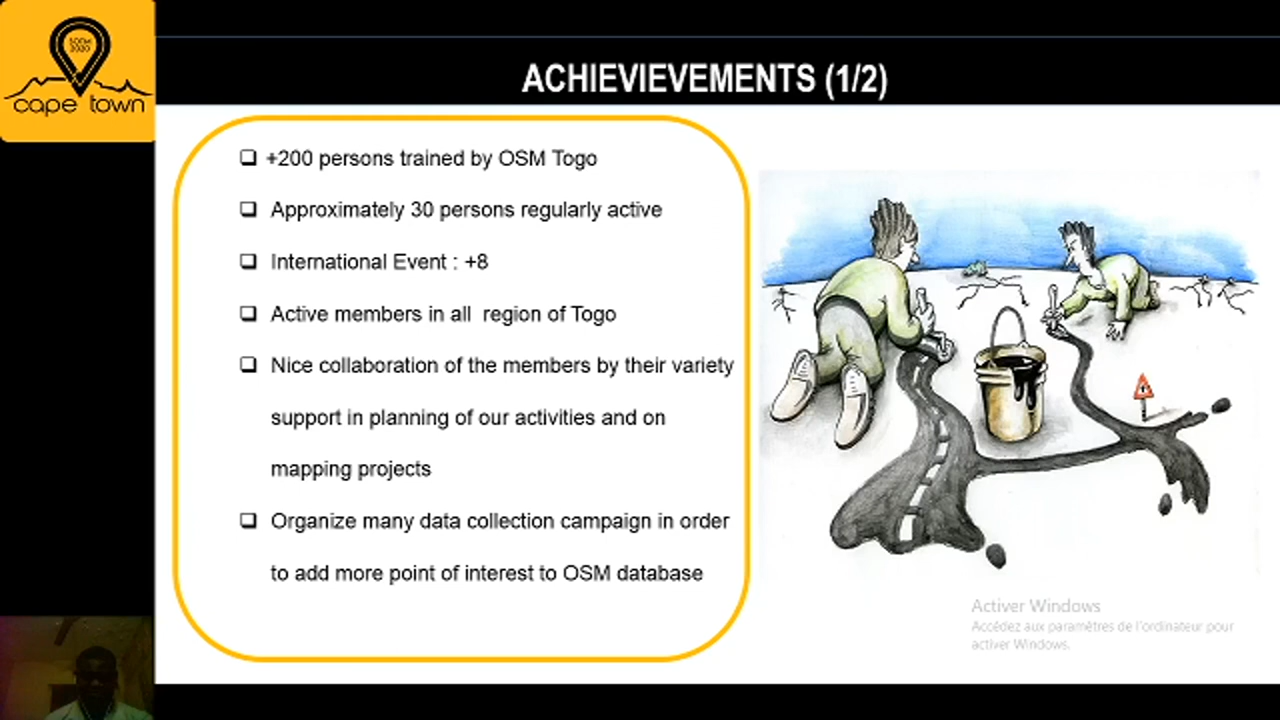 SOTM
2020
cape town
ACHIEVIEVEMENTS (1/2)
+200 persons trained by OSM Togo
Approximately 30 persons regularly active
International Event : +8
Active members in all region of Togo
Nice collaboration of the members by their variety
support in planning of our activities and on
mapping projects
Organize many data collection campaign in order
to add more point of interest to OSM database
Activer Windows
Accédez aux paramètres de l'ordinateur pour
activer Windows.